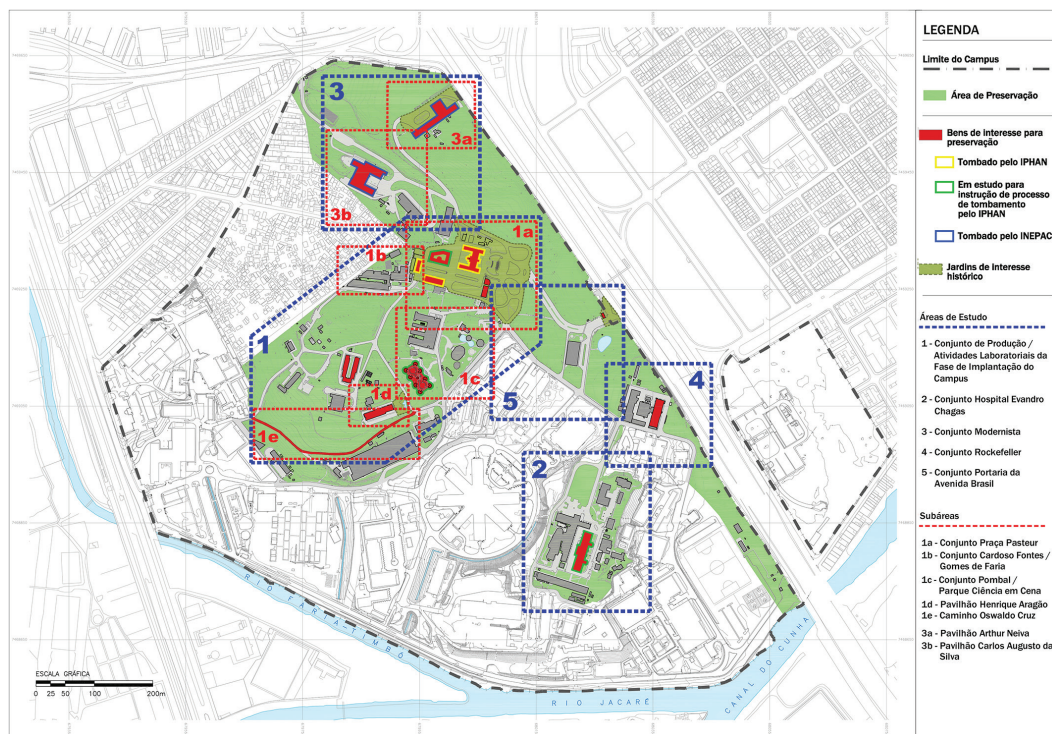 3
3a
3b
1a
1b
1
1c
5
4
1d
1e
2
RIO FARIA-TIMBÓ
RIO JACARÉ
CANAL DO CUNHA
ESCALA GRÁFICA
0 25 50 100 200m
LEGENDA
Limite do Campus
Área de Preservação
Bens de interesse para
preservação
Tombado pelo IPHAN
Em estudo para
instrução de processo
de tombamento
pelo IPHAN
Tombado pelo INEPAC
Jardins de interesse
histórico
Áreas de Estudo
1 - Conjunto de Produção /
Atividades Laboratoriais da
Fase de Implantação do
Campus
2 - Conjunto Hospital Evandro
Chagas
3 - Conjunto Modernista
4 - Conjunto Rockefeller
5 - Conjunto Portaria da
Avenida Brasil
Subáreas
1a - Conjunto Praça Pasteur
1b - Conjunto Cardoso Fontes /
Gomes de Faria
1c - Conjunto Pombal /
Parque Ciência em Cena
1d - Pavilhão Henrique Aragão
1e - Caminho Oswaldo Cruz
3a - Pavilhão Arthur Neiva
3b - Pavilhão Carlos Augusto da
Silva